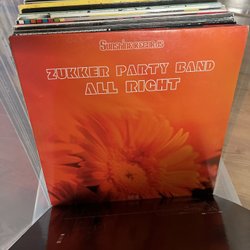 ZUKKER PARTY BAND
ALL RIGHT